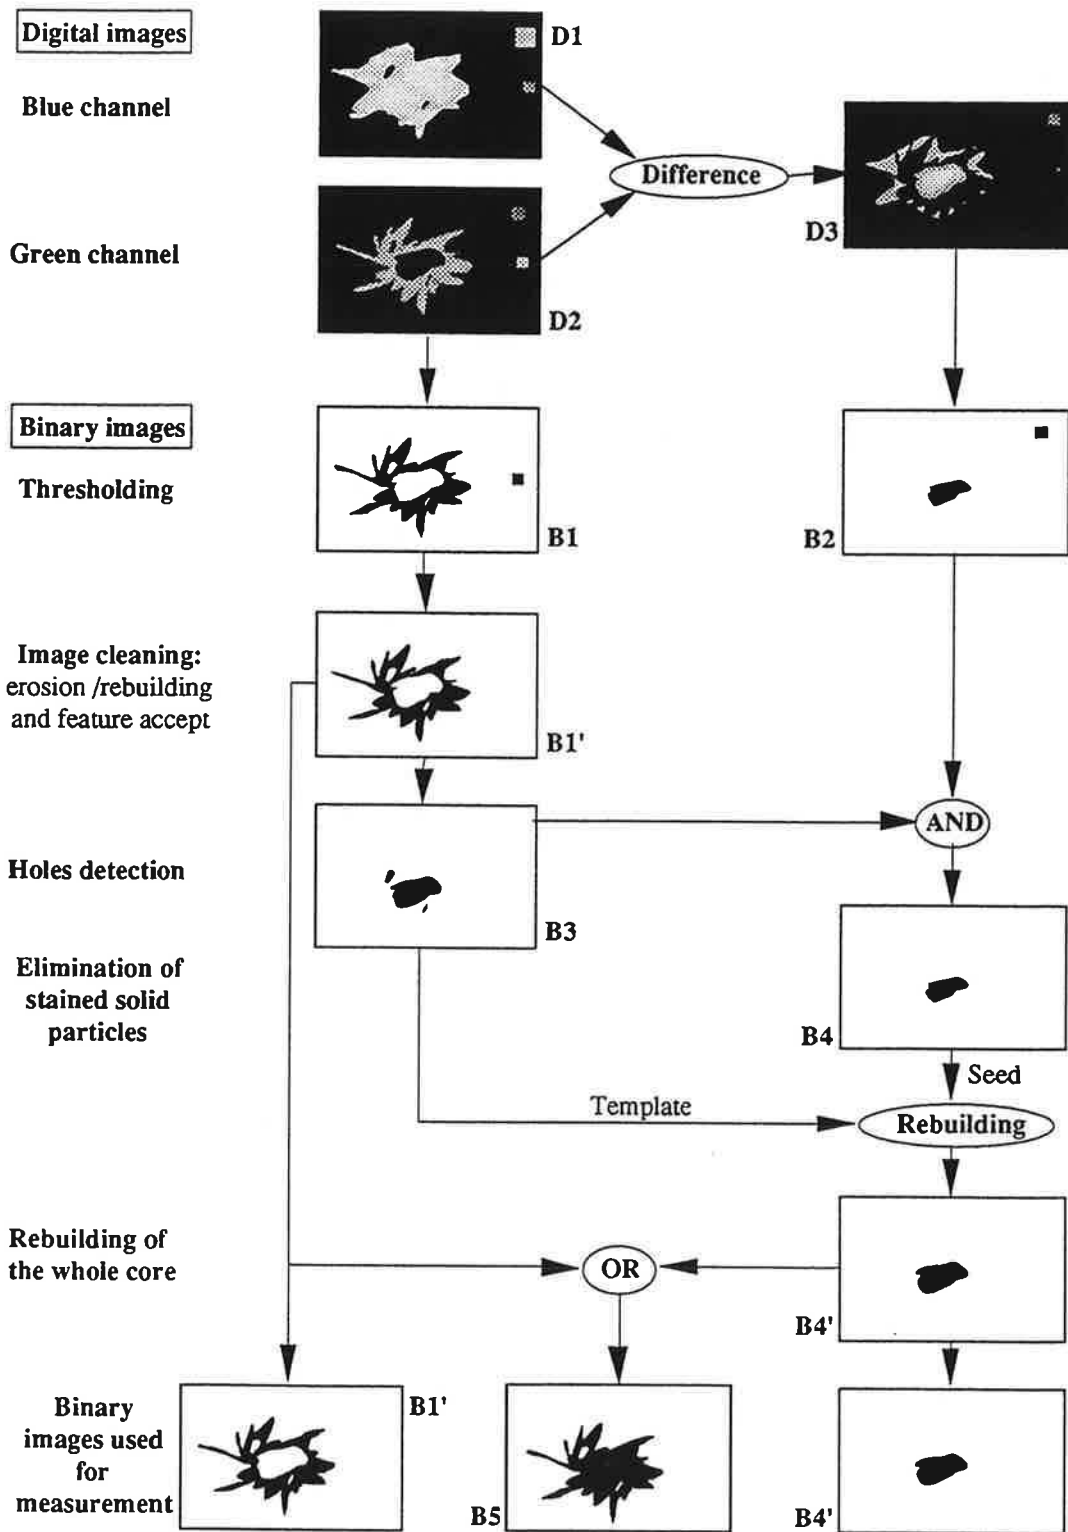 Digital images
D1
Blue channel
Difference
D3
Green channel
D2
Binary images
Thresholding
B1
B2
Image cleaning:
erosion /rebuilding
and feature accept
B1'
AND
Holes detection
B3
Elimination of
stained solid
particles
B4
Seed
Template
Rebuilding
Rebuilding of
the whole core
OR
B4'
Binary
images used
for
measurement
B1'
B5
B4'